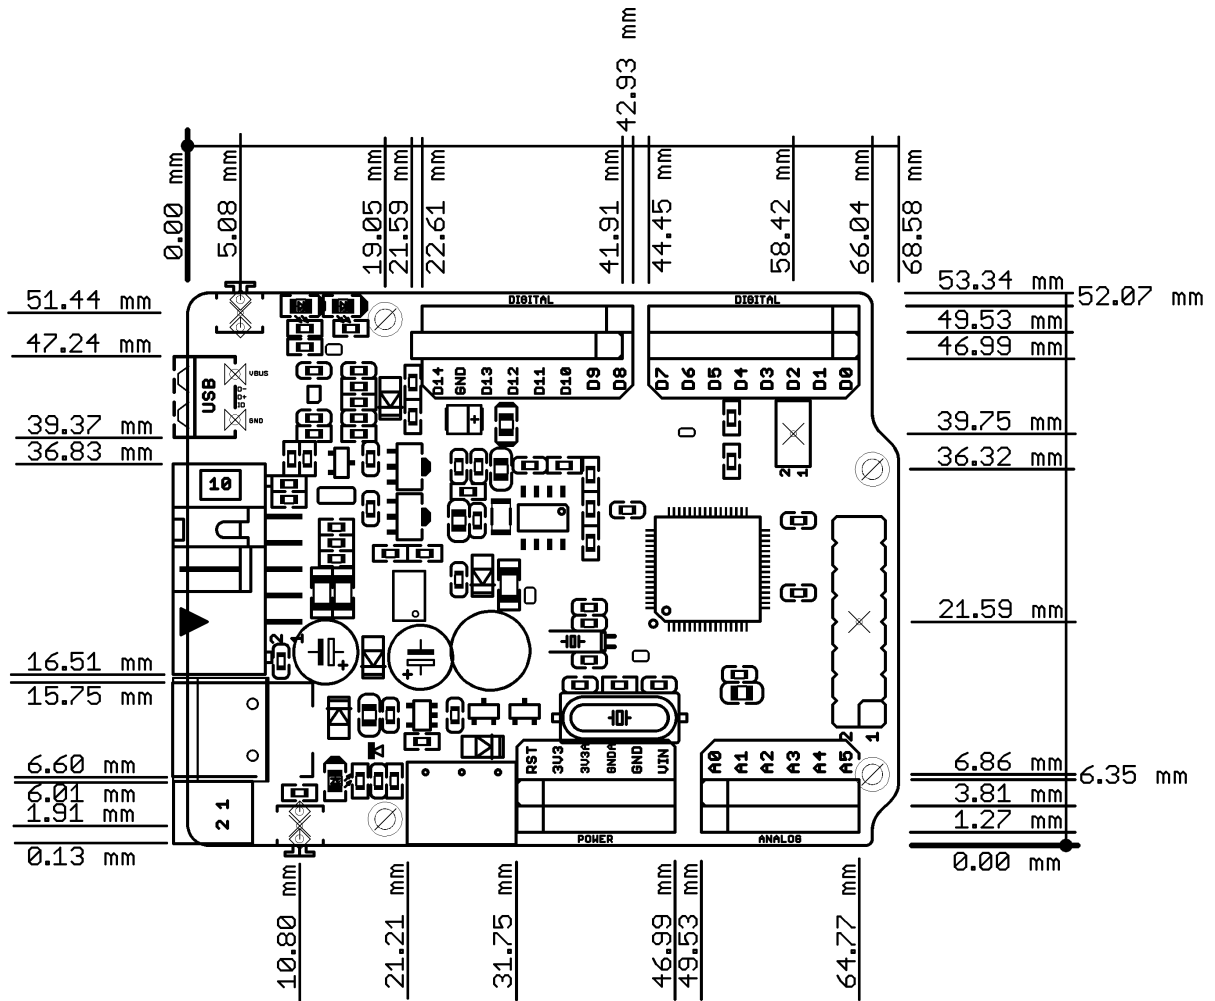 42.93 mm
0.00 mm
5.08 mm
19.05 mm
21.59 mm
22.61 mm
41.91 mm
44.45 mm
58.42 mm
66.04 mm
68.58 mm
51.44 mm
47.24 mm
39.37 mm
36.83 mm
16.51 mm
15.75 mm
6.60 mm
6.01 mm
1.91 mm
0.13 mm
53.34 mm
52.07 mm
49.53 mm
46.99 mm
39.75 mm
36.32 mm
21.59 mm
6.86 mm
6.35 mm
3.81 mm
1.27 mm
0.00 mm
DIGITAL
DIGITAL
D14
GND
D13
D12
D11
D10
D9
D8
D7
D6
D5
D4
D3
D2
D1
D0
USB
VBUS
D-
D+
ID
GND
2
1
10
2
1
2
1
2 1
RST
3V3
3V3A
GNDA
GND
VIN
A0
A1
A2
A3
A4
A5
POWER
ANALOG
10.80 mm
21.21 mm
31.75 mm
46.99 mm
49.53 mm
64.77 mm